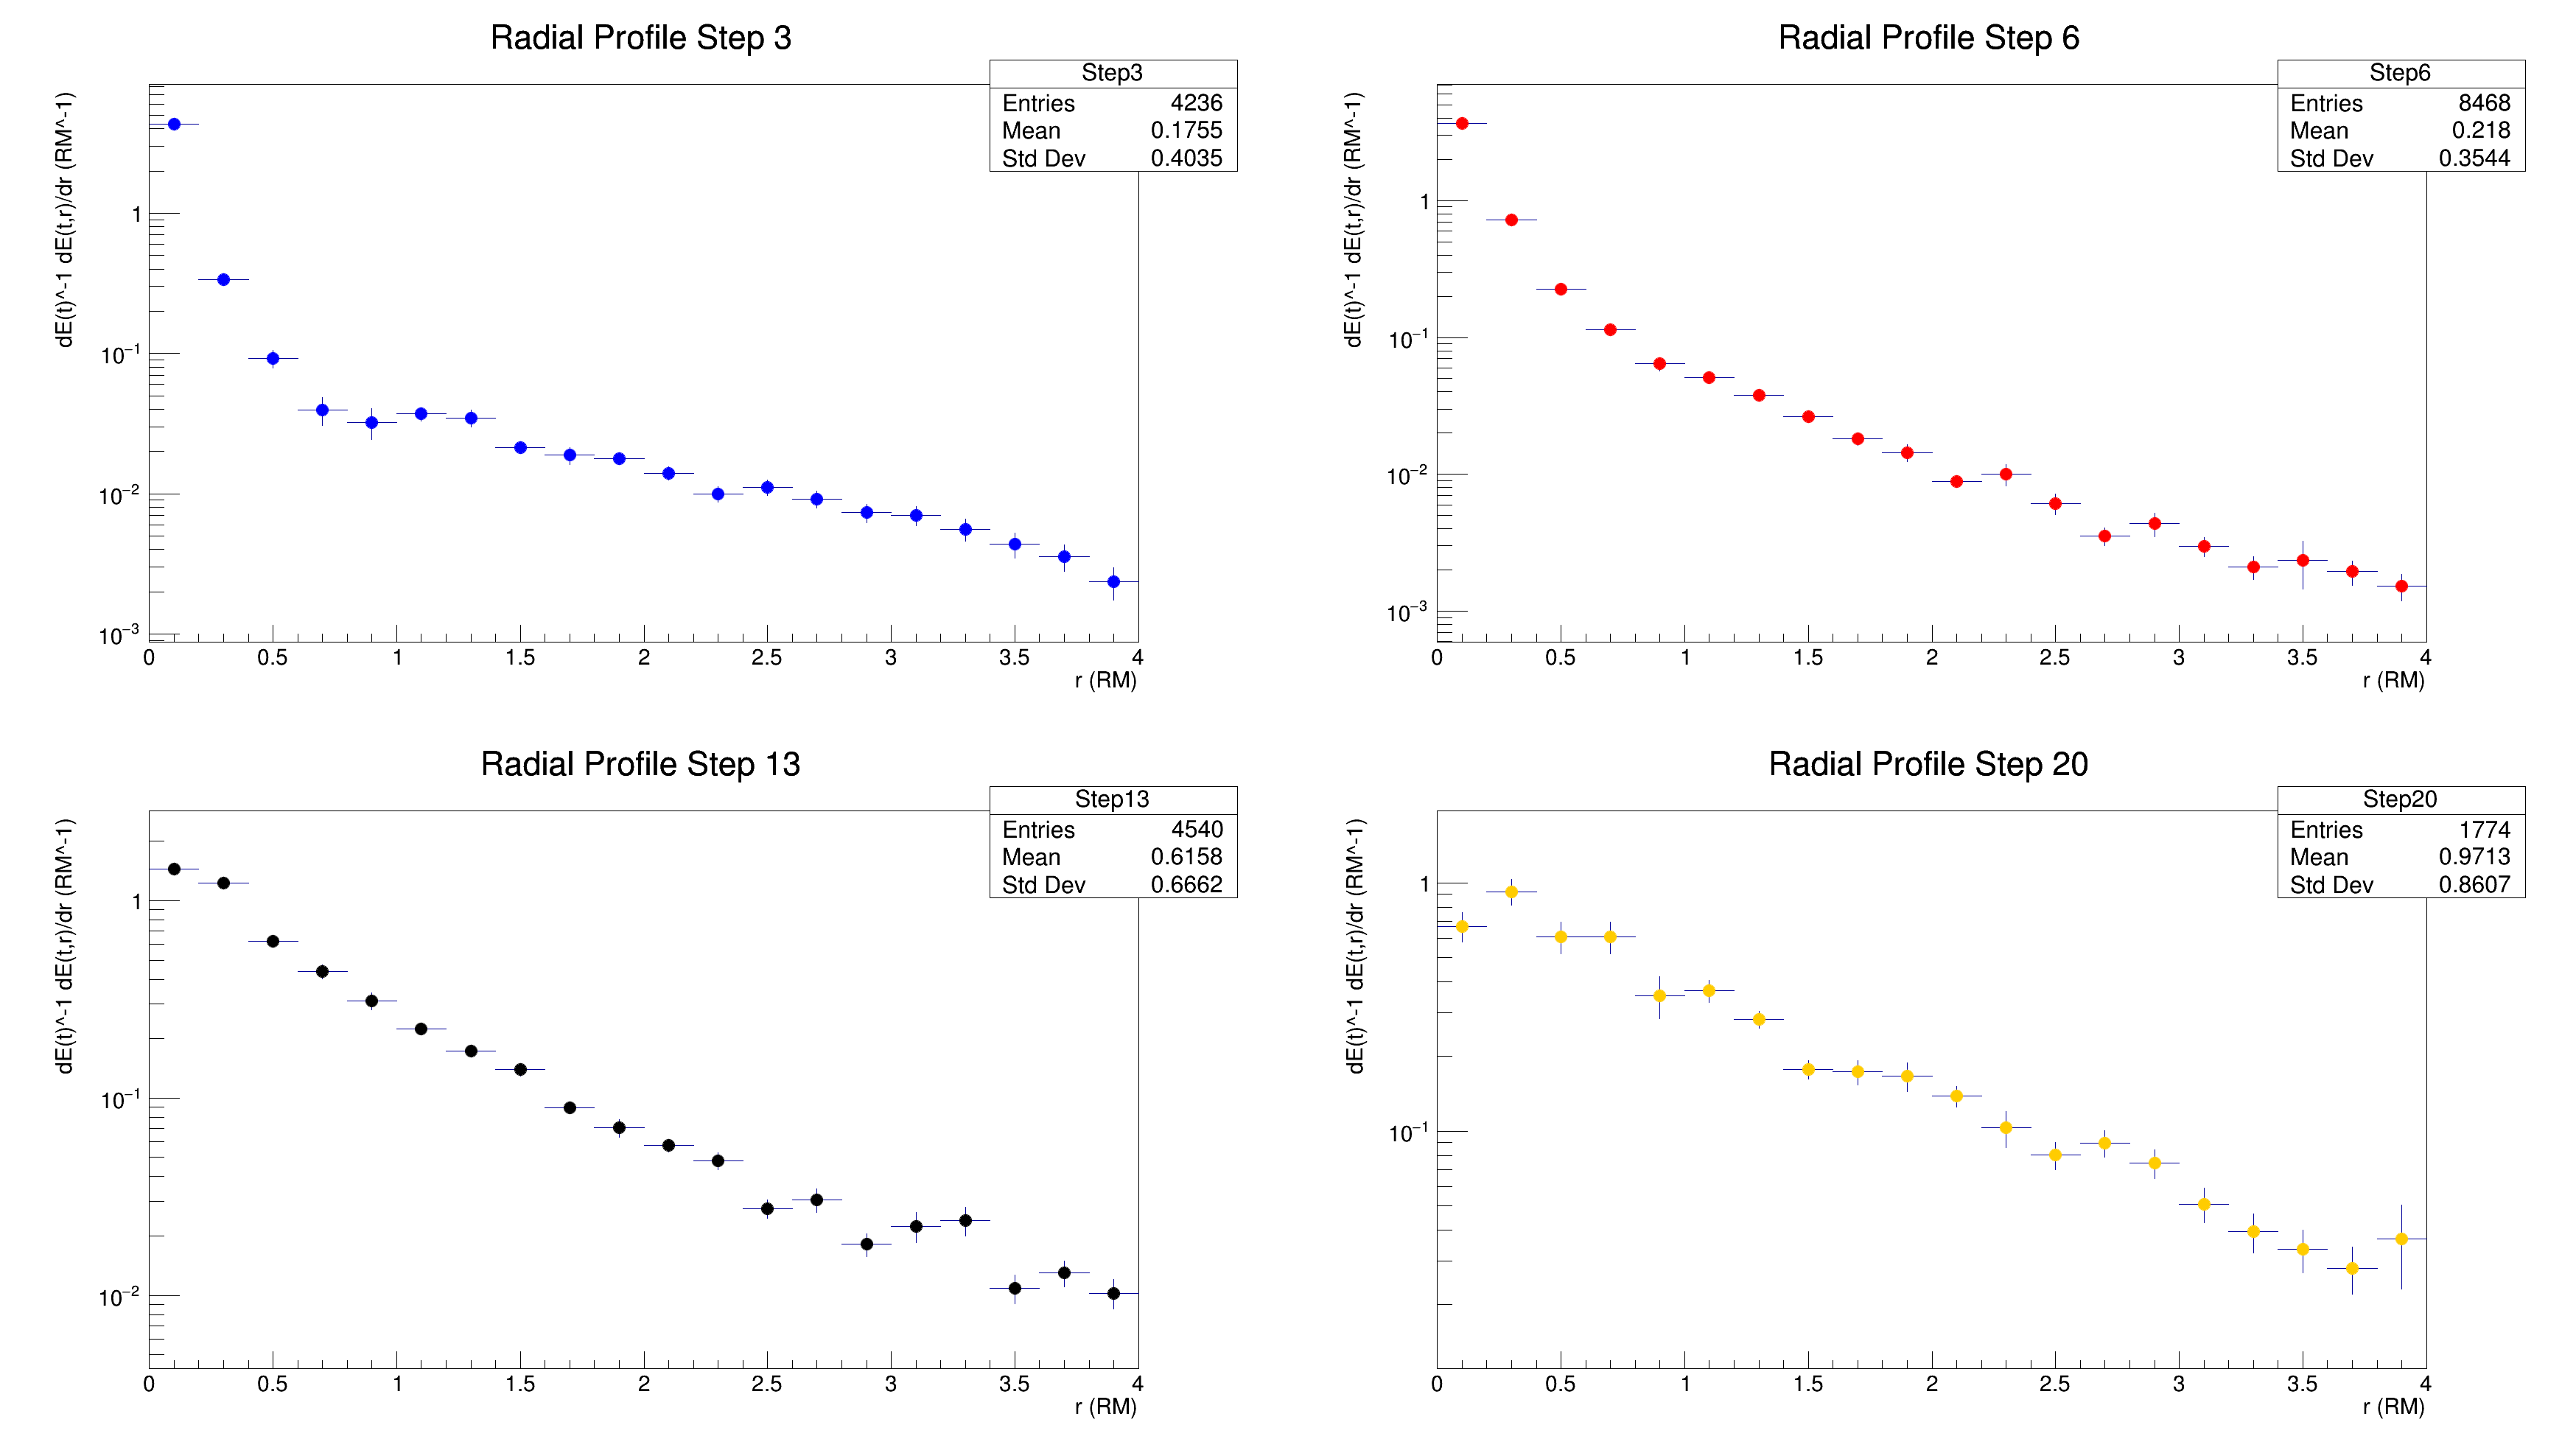 Radial Profile Step 3
Step3
Entries 4236
Mean 0.1755
Std Dev 0.4035
dE(t)^-1 dE(t,r)/dr (RM^-1)
1
10⁻¹
10⁻²
10⁻³
0 0.5 1 1.5 2 2.5 3 3.5 4
r (RM)
Radial Profile Step 6
Step6
Entries 8468
Mean 0.218
Std Dev 0.3544
dE(t)^-1 dE(t,r)/dr (RM^-1)
1
10⁻¹
10⁻²
10⁻³
0 0.5 1 1.5 2 2.5 3 3.5 4
r (RM)
Radial Profile Step 13
Step13
Entries 4540
Mean 0.6158
Std Dev 0.6662
dE(t)^-1 dE(t,r)/dr (RM^-1)
1
10⁻¹
10⁻²
0 0.5 1 1.5 2 2.5 3 3.5 4
r (RM)
Radial Profile Step 20
Step20
Entries 1774
Mean 0.9713
Std Dev 0.8607
dE(t)^-1 dE(t,r)/dr (RM^-1)
1
10⁻¹
0 0.5 1 1.5 2 2.5 3 3.5 4
r (RM)